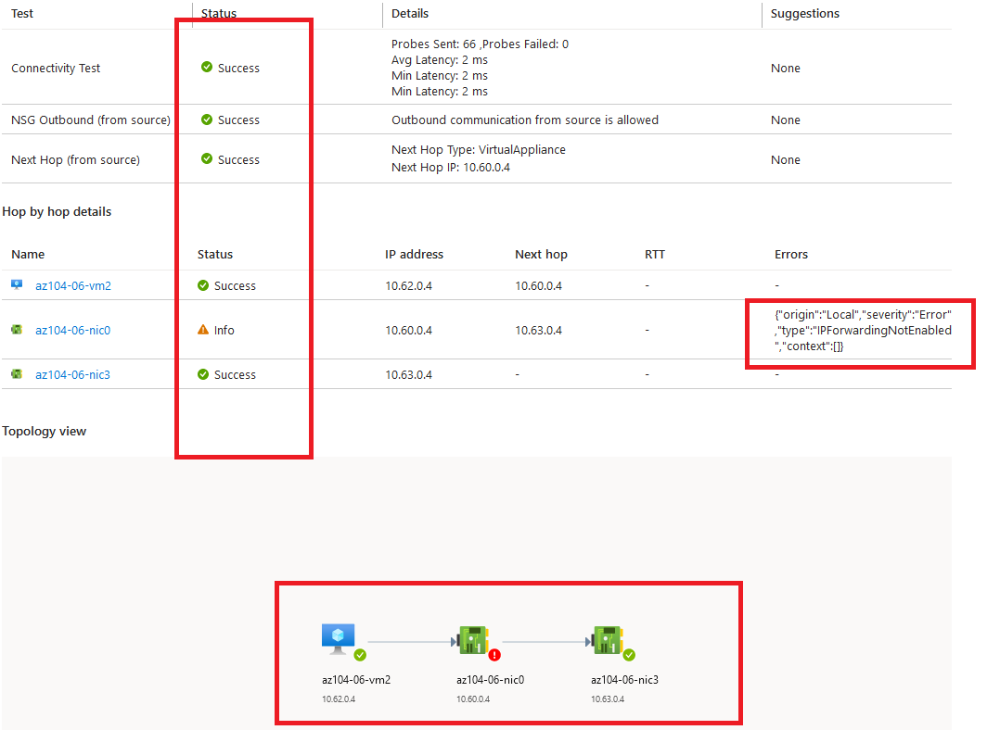 Test Status Details Suggestions
Connectivity Test Success Probes Sent: 66 ,Probes Failed: 0 None
Avg Latency: 2 ms
Min Latency: 2 ms
Min Latency: 2 ms
NSG Outbound (from source) Success Outbound communication from source is allowed None
Next Hop (from source) Success Next Hop Type: VirtualAppliance None
Next Hop IP: 10.60.0.4
Hop by hop details
Name Status IP address Next hop RTT Errors
az104-06-vm2 Success 10.62.0.4 10.60.0.4 - -
az104-06-nic0 Info 10.60.0.4 10.63.0.4 - {"origin":"Local","severity":"Error"
,"type":"IPForwardingNotEnabled
","context":[]}
az104-06-nic3 Success 10.63.0.4 - - -
Topology view
az104-06-vm2 az104-06-nic0 az104-06-nic3
10.62.0.4 10.60.0.4 10.63.0.4